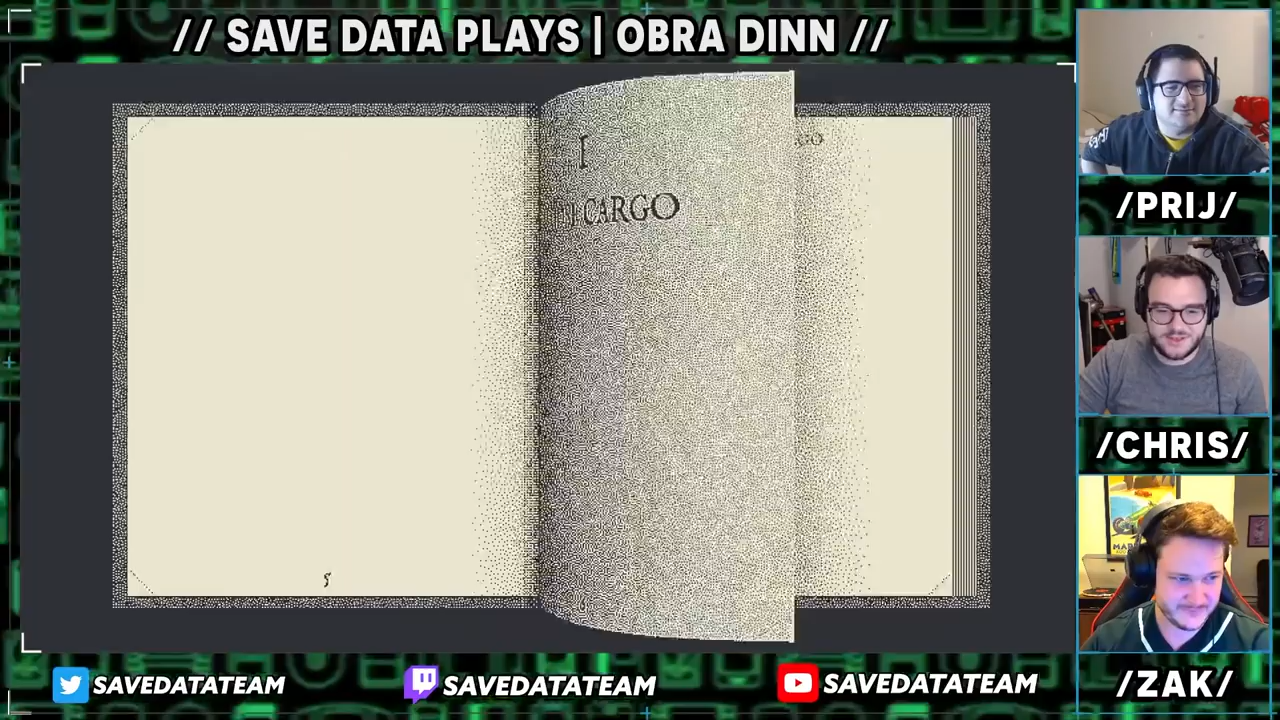 // SAVE DATA PLAYS | OBRA DINN //
I
CARGO
5
/PRIJ/
/CHRIS/
/ZAK/
SAVEDATATEAM
SAVEDATATEAM
SAVEDATATEAM